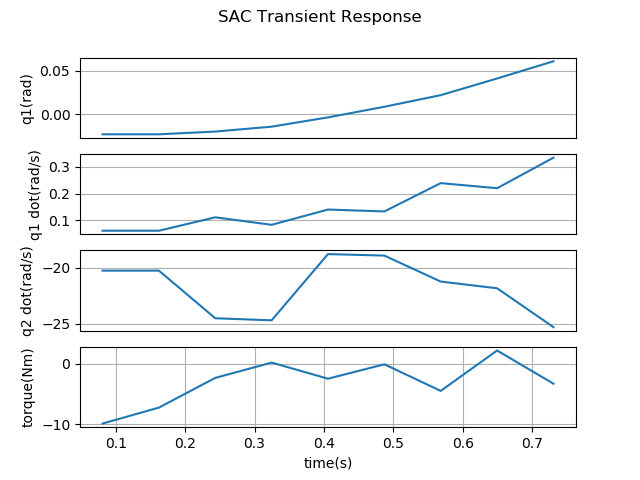 SAC Transient Response
q1(rad)
0.05
0.00
q1 dot(rad/s)
0.3
0.2
0.1
q2 dot(rad/s)
−20
−25
torque(Nm)
0
−10
0.1 0.2 0.3 0.4 0.5 0.6 0.7
time(s)